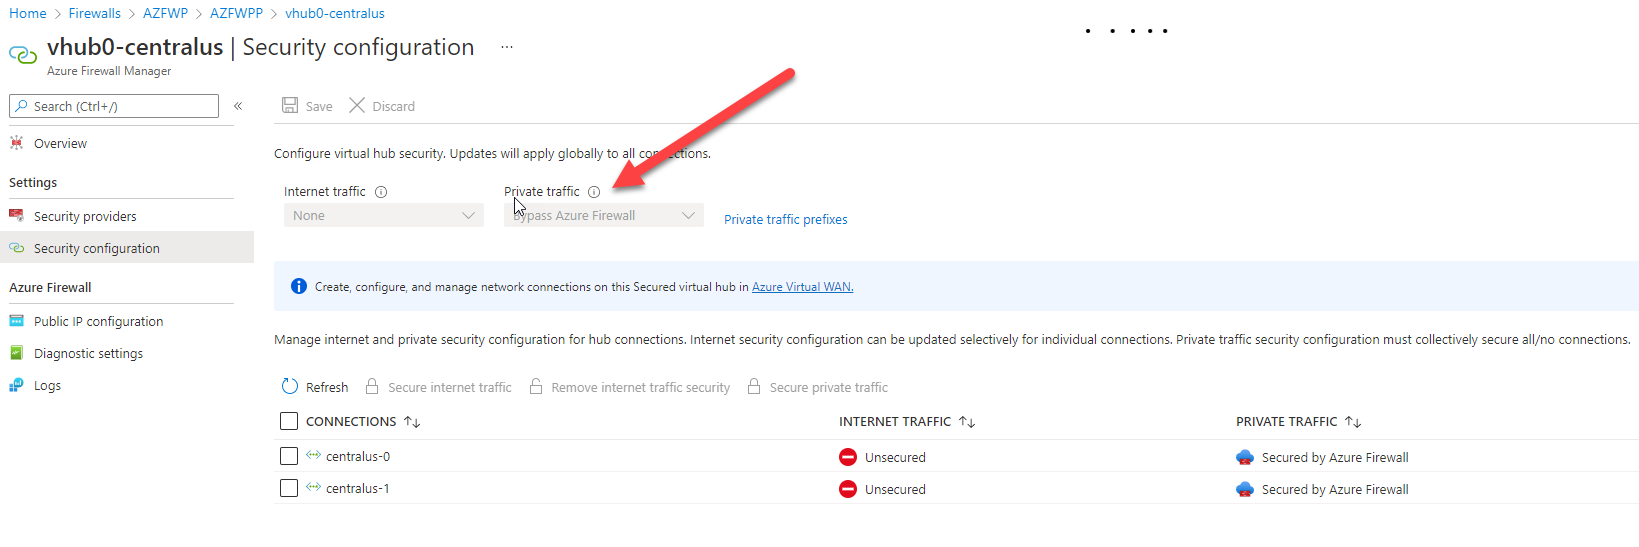 Home > Firewalls > AZFWP > AZFWPP > vhub0-centralus
vhub0-centralus | Security configuration ...
Azure Firewall Manager
Search (Ctrl+/) «
Overview
Settings
Security providers
Security configuration
Azure Firewall
Public IP configuration
Diagnostic settings
Logs
Save Discard
Configure virtual hub security. Updates will apply globally to all connections.
Internet traffic Private traffic
None Bypass Azure Firewall Private traffic prefixes
Create, configure, and manage network connections on this Secured virtual hub in Azure Virtual WAN.
Manage internet and private security configuration for hub connections. Internet security configuration can be updated selectively for individual connections. Private traffic security configuration must collectively secure all/no connections.
Refresh Secure internet traffic Remove internet traffic security Secure private traffic
CONNECTIONS ↑↓ INTERNET TRAFFIC ↑↓ PRIVATE TRAFFIC ↑↓
centralus-0 Unsecured Secured by Azure Firewall
centralus-1 Unsecured Secured by Azure Firewall